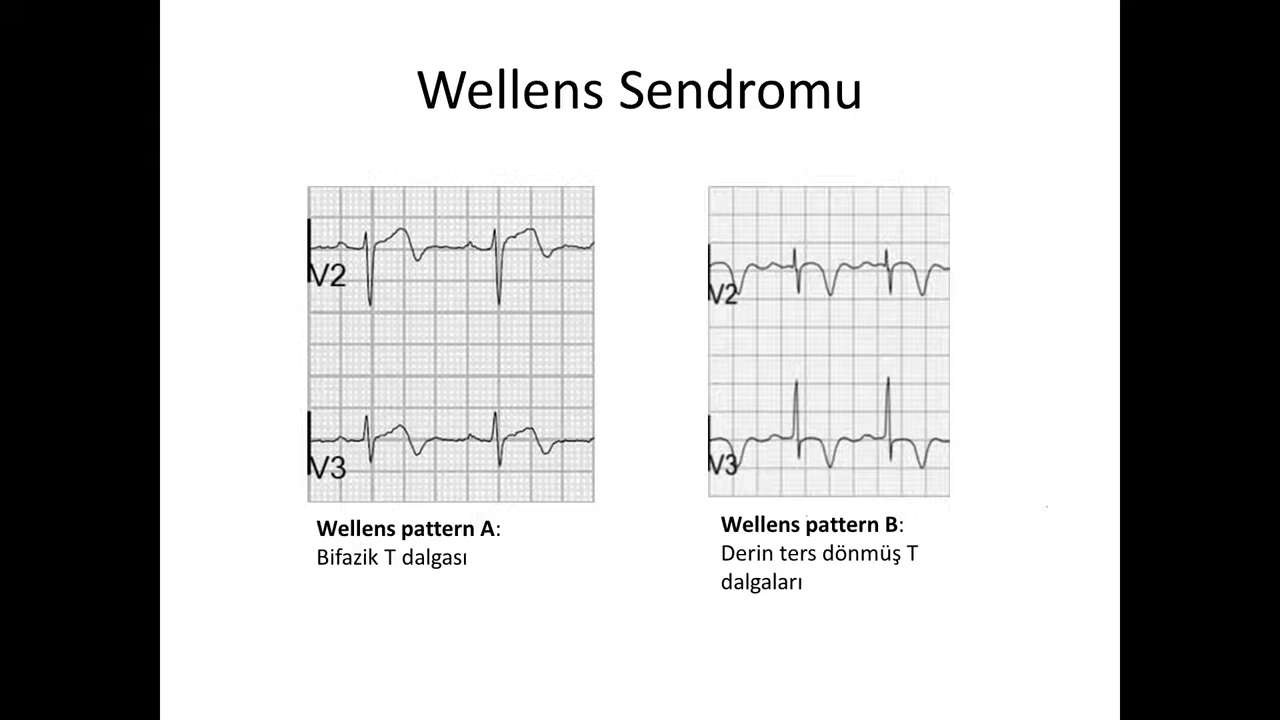 Wellens Sendromu
V2
V3
Wellens pattern A:
Bifazik T dalgası
V2
V3
Wellens pattern B:
Derin ters dönmüş T
dalgaları